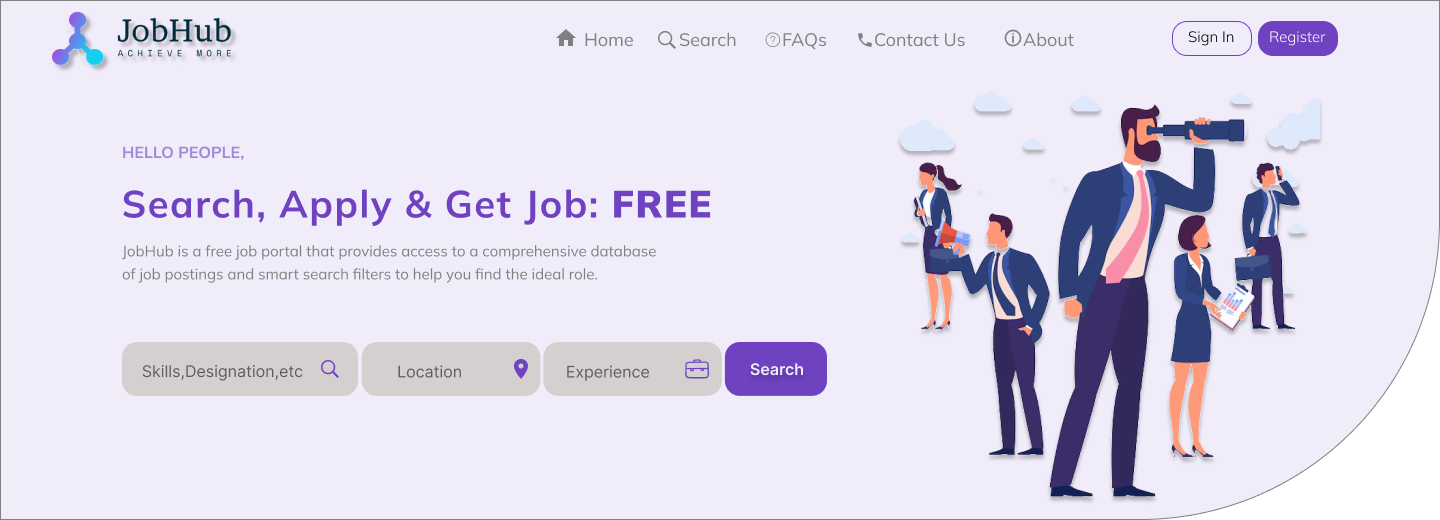 JobHub
ACHIEVE MORE
Home Search FAQs Contact Us About Sign In Register
HELLO PEOPLE,
Search, Apply & Get Job: FREE
JobHub is a free job portal that provides access to a comprehensive database
of job postings and smart search filters to help you find the ideal role.
Skills,Designation,etc Location Experience Search